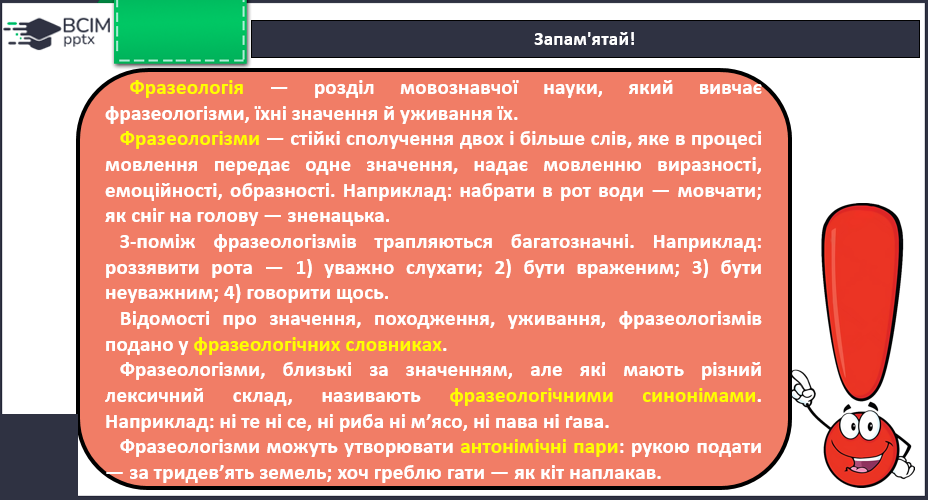 BCIM
pptx
Запам'ятай!
Фразеологія — розділ мовознавчої науки, який вивчає
фразеологізми, їхні значення й уживання їх.
Фразеологізми — стійкі сполучення двох і більше слів, яке в процесі
мовлення передає одне значення, надає мовленню виразності,
емоційності, образності. Наприклад: набрати в рот води — мовчати;
як сніг на голову — зненацька.
З-поміж фразеологізмів трапляються багатозначні. Наприклад:
роззявити рота — 1) уважно слухати; 2) бути враженим; 3) бути
неуважним; 4) говорити щось.
Відомості про значення, походження, уживання, фразеологізмів
подано у фразеологічних словниках.
Фразеологізми, близькі за значенням, але які мають різний
лексичний склад, називають фразеологічними синонімами.
Наприклад: ні те ні се, ні риба ні м’ясо, ні пава ні ґава.
Фразеологізми можуть утворювати антонімічні пари: рукою подати
— за тридев’ять земель; хоч греблю гати — як кіт наплакав.